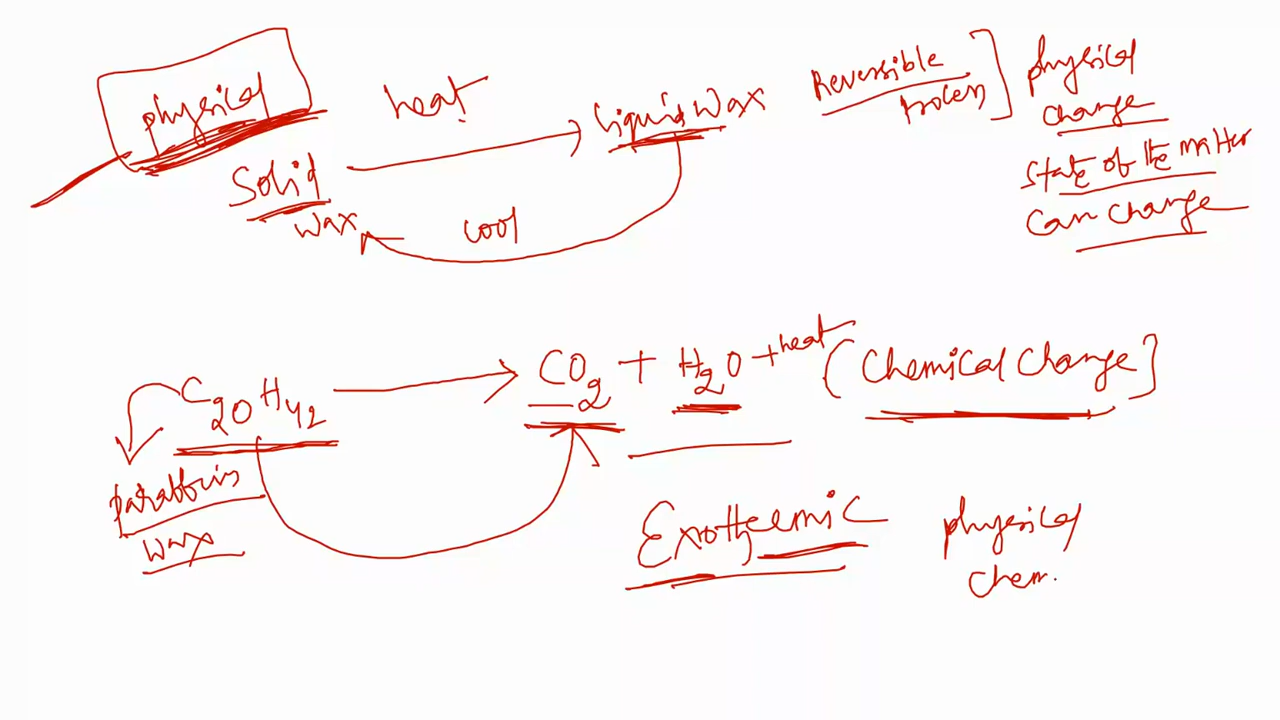 physical
heat
liquid wax
Reversible
Process
physical
change
Solid
wax
cool
State of the matter
can change
C20H42
CO2 + H2O + heat (Chemical Change]
paraffins
wax
Exothermic
physical
chem.